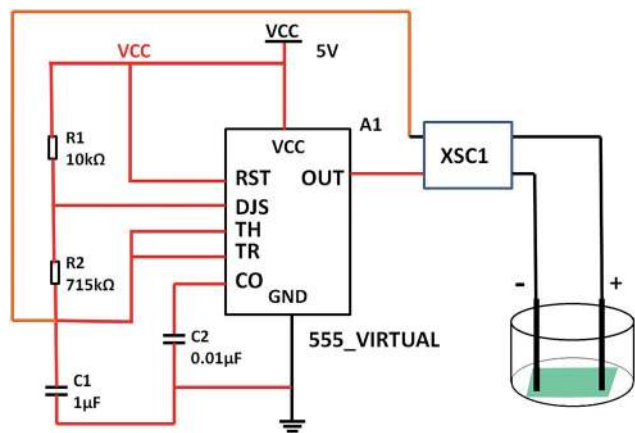 VCC
VCC
5V
A1
R1
10kΩ
VCC
RST
OUT
XSC1
DJS
TH
TR
R2
715kΩ
CO
GND
-
+
C2
0.01μF
555_VIRTUAL
C1
1μF